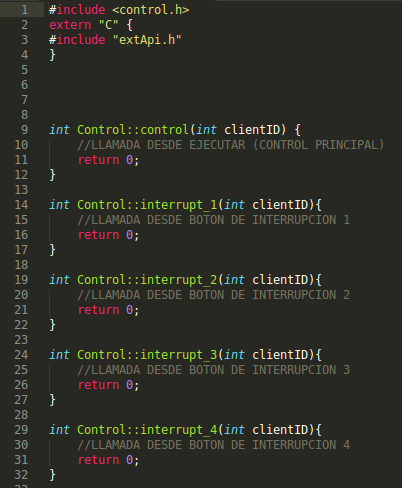 1 #include <control.h>
2 extern "C" {
3 #include "extApi.h"
4 }
5
6
7
8
9 int Control::control(int clientID) {
10 //LLAMADA DESDE EJECUTAR (CONTROL PRINCIPAL)
11 return 0;
12 }
13
14 int Control::interrupt_1(int clientID){
15 //LLAMADA DESDE BOTON DE INTERRUPCION 1
16 return 0;
17 }
18
19 int Control::interrupt_2(int clientID){
20 //LLAMADA DESDE BOTON DE INTERRUPCION 2
21 return 0;
22 }
23
24 int Control::interrupt_3(int clientID){
25 //LLAMADA DESDE BOTON DE INTERRUPCION 3
26 return 0;
27 }
28
29 int Control::interrupt_4(int clientID){
30 //LLAMADA DESDE BOTON DE INTERRUPCION 4
31 return 0;
32 }